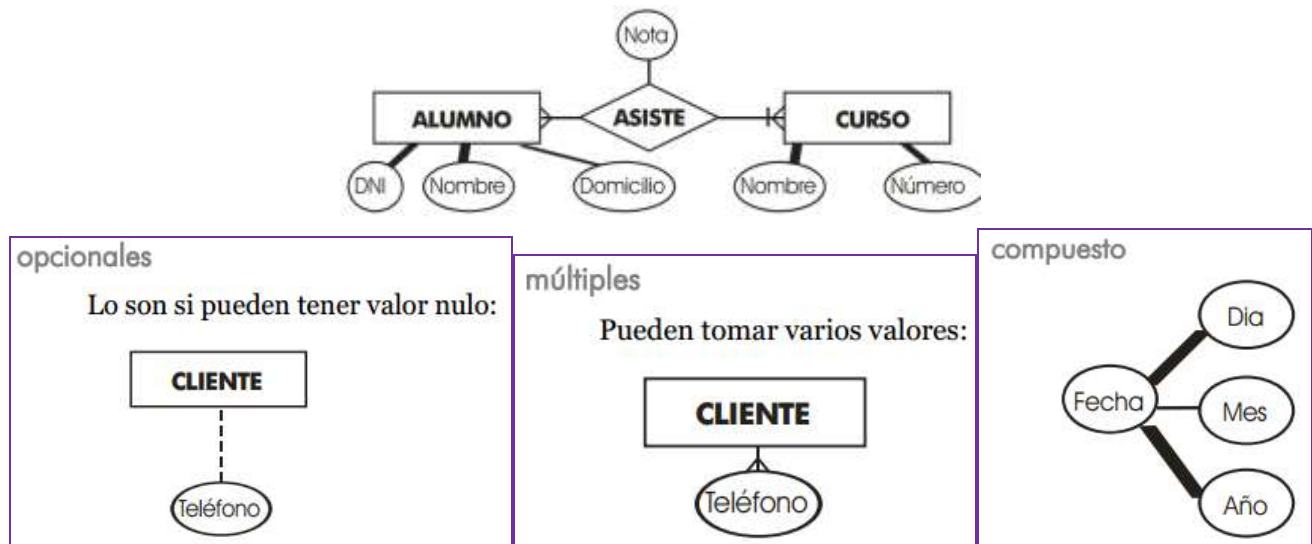 Nota
ALUMNO
ASISTE
CURSO
DNI
Nombre
Domicilio
Nombre
Número
opcionales
Lo son si pueden tener valor nulo:
CLIENTE
Teléfono
múltiples
Pueden tomar varios valores:
CLIENTE
Teléfono
compuesto
Dia
Fecha
Mes
Año